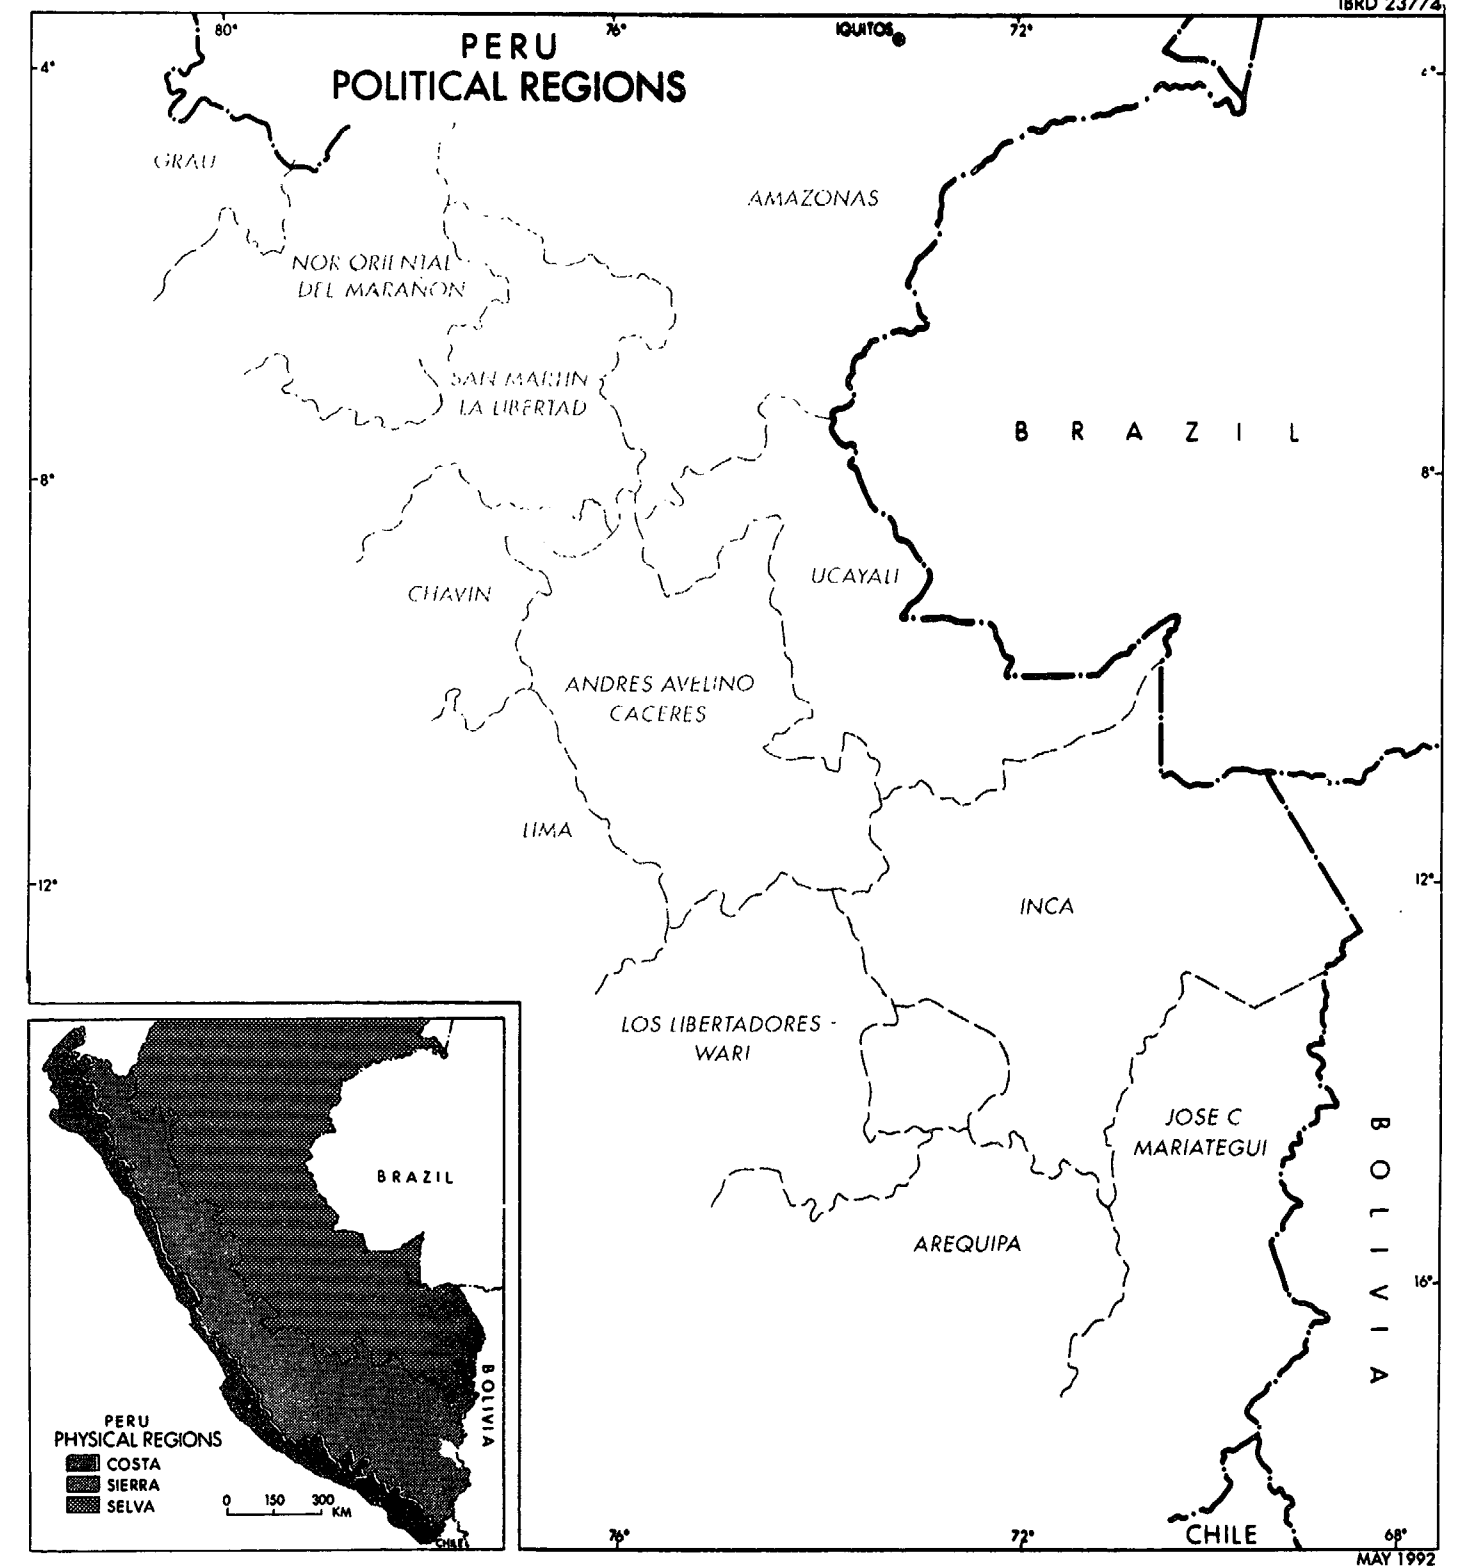 IBRD 23774
80°
76°
72°
IQUITOS
PERU
POLITICAL REGIONS
4°
4°
GRAU
AMAZONAS
NOR ORIENTAL
DEL MARAÑON
SAN MARTIN
LA LIBERTAD
BRAZIL
8°
8°
CHAVIN
UCAYALI
ANDRES AVELINO
CACERES
LIMA
12°
12°
INCA
LOS LIBERTADORES -
WARI
JOSE C
MARIATEGUI
BOLIVIA
AREQUIPA
16°
BRAZIL
BOLIVIA
PERU
PHYSICAL REGIONS
COSTA
SIERRA
SELVA
0 150 300
KM
CHILE
76°
72°
CHILE
68°
MAY 1992